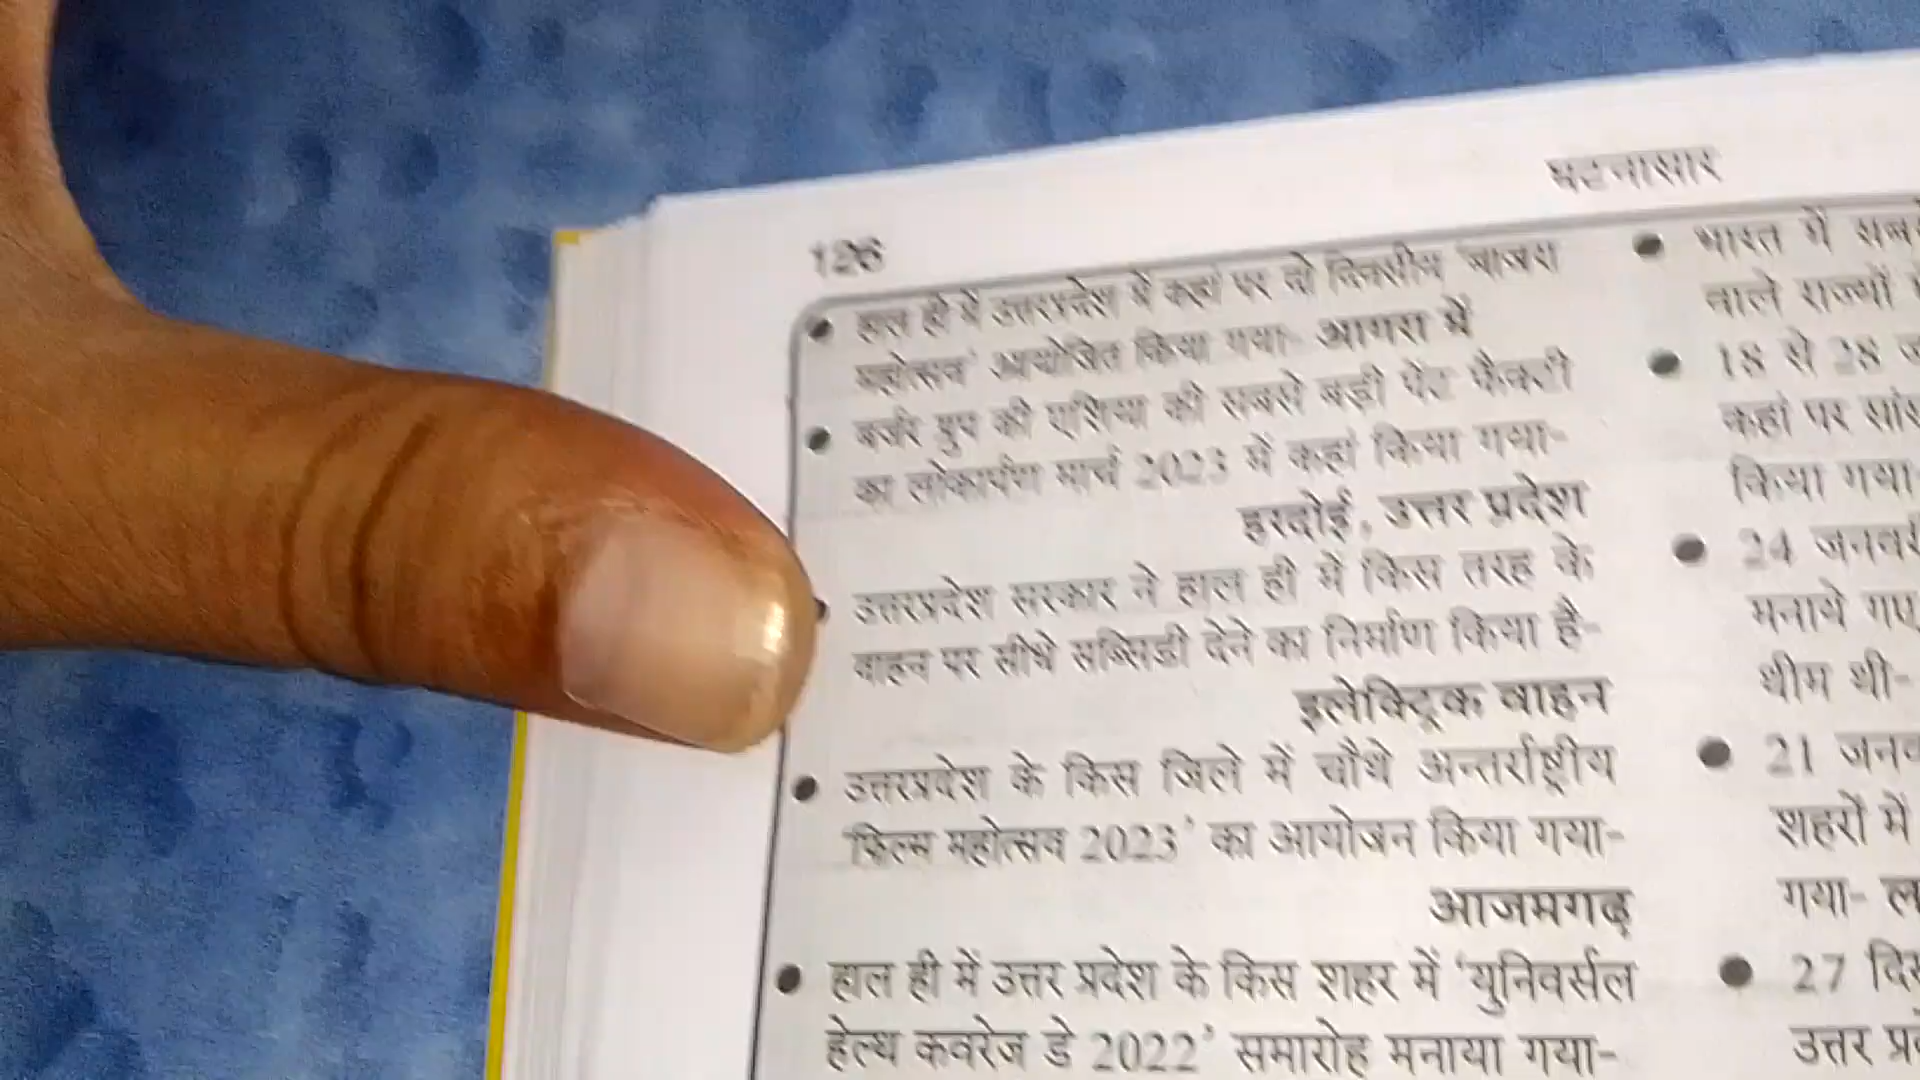 घटनासार
126
हाल ही में उत्तरप्रदेश में कहां पर दो दिवसीय 'बाजरा
महोत्सव' आयोजित किया गया- आगरा में
बर्जर ग्रुप की एशिया की सबसे बड़ी पेंट फैक्टी
का लोकार्पण मार्च 2023 में कहां किया गया-
हरदोई, उत्तर प्रदेश
उत्तरप्रदेश सरकार ने हाल ही में किस तरह के
वाहन पर सीधे सब्सिडी देने का निर्माण किया है-
इलेक्ट्रिक वाहन
उत्तरप्रदेश के किस जिले में चौथे अन्तर्राष्ट्रीय
'फिल्म महोत्सव 2023' का आयोजन किया गया-
आजमगढ़
हाल ही में उत्तर प्रदेश के किस शहर में 'युनिवर्सल
हेल्थ कवरेज डे 2022' समारोह मनाया गया-
भारत में
वाले राज्यों
18 से 28
कहां पर
किया गया
24
मनाये गए
थीम थी-
21
शहरों में
गया-
27
उत्तर